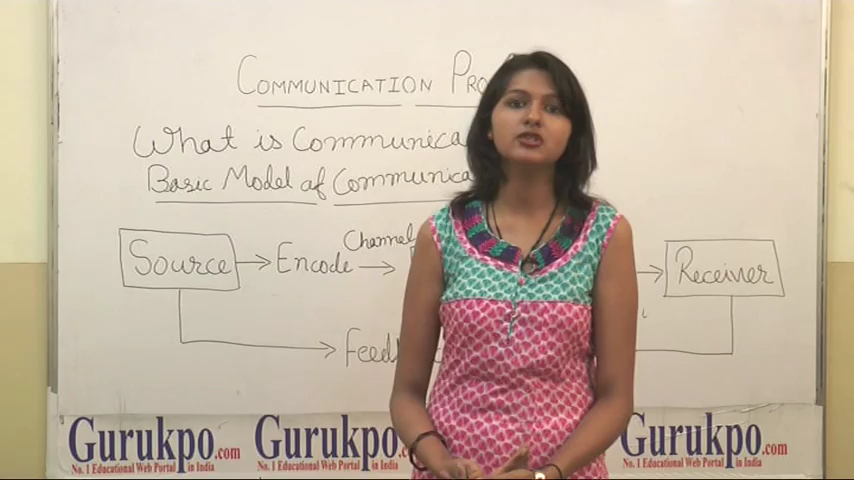 COMMUNICATION PRO
What is Communica
Basic Model of Communica
Source Encode Channel Receiver
Feed
Gurukpo.com Gurukpo Gurukpo.com
No. 1 Educational Web Portal in India No. 1 Educational Web Portal in India No. 1 Educational Web Portal in India